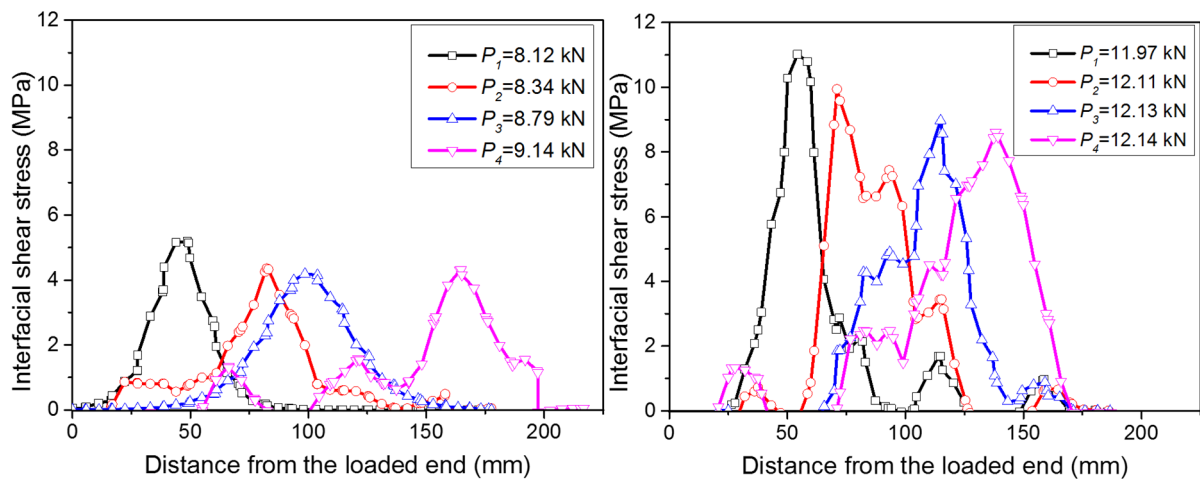 12
10
8
6
4
2
0
Interfacial shear stress (MPa)
P1=8.12 kN
P2=8.34 kN
P3=8.79 kN
P4=9.14 kN
0 50 100 150 200
Distance from the loaded end (mm)
12
10
8
6
4
2
0
Interfacial shear stress (MPa)
P1=11.97 kN
P2=12.11 kN
P3=12.13 kN
P4=12.14 kN
0 50 100 150 200
Distance from the loaded end (mm)